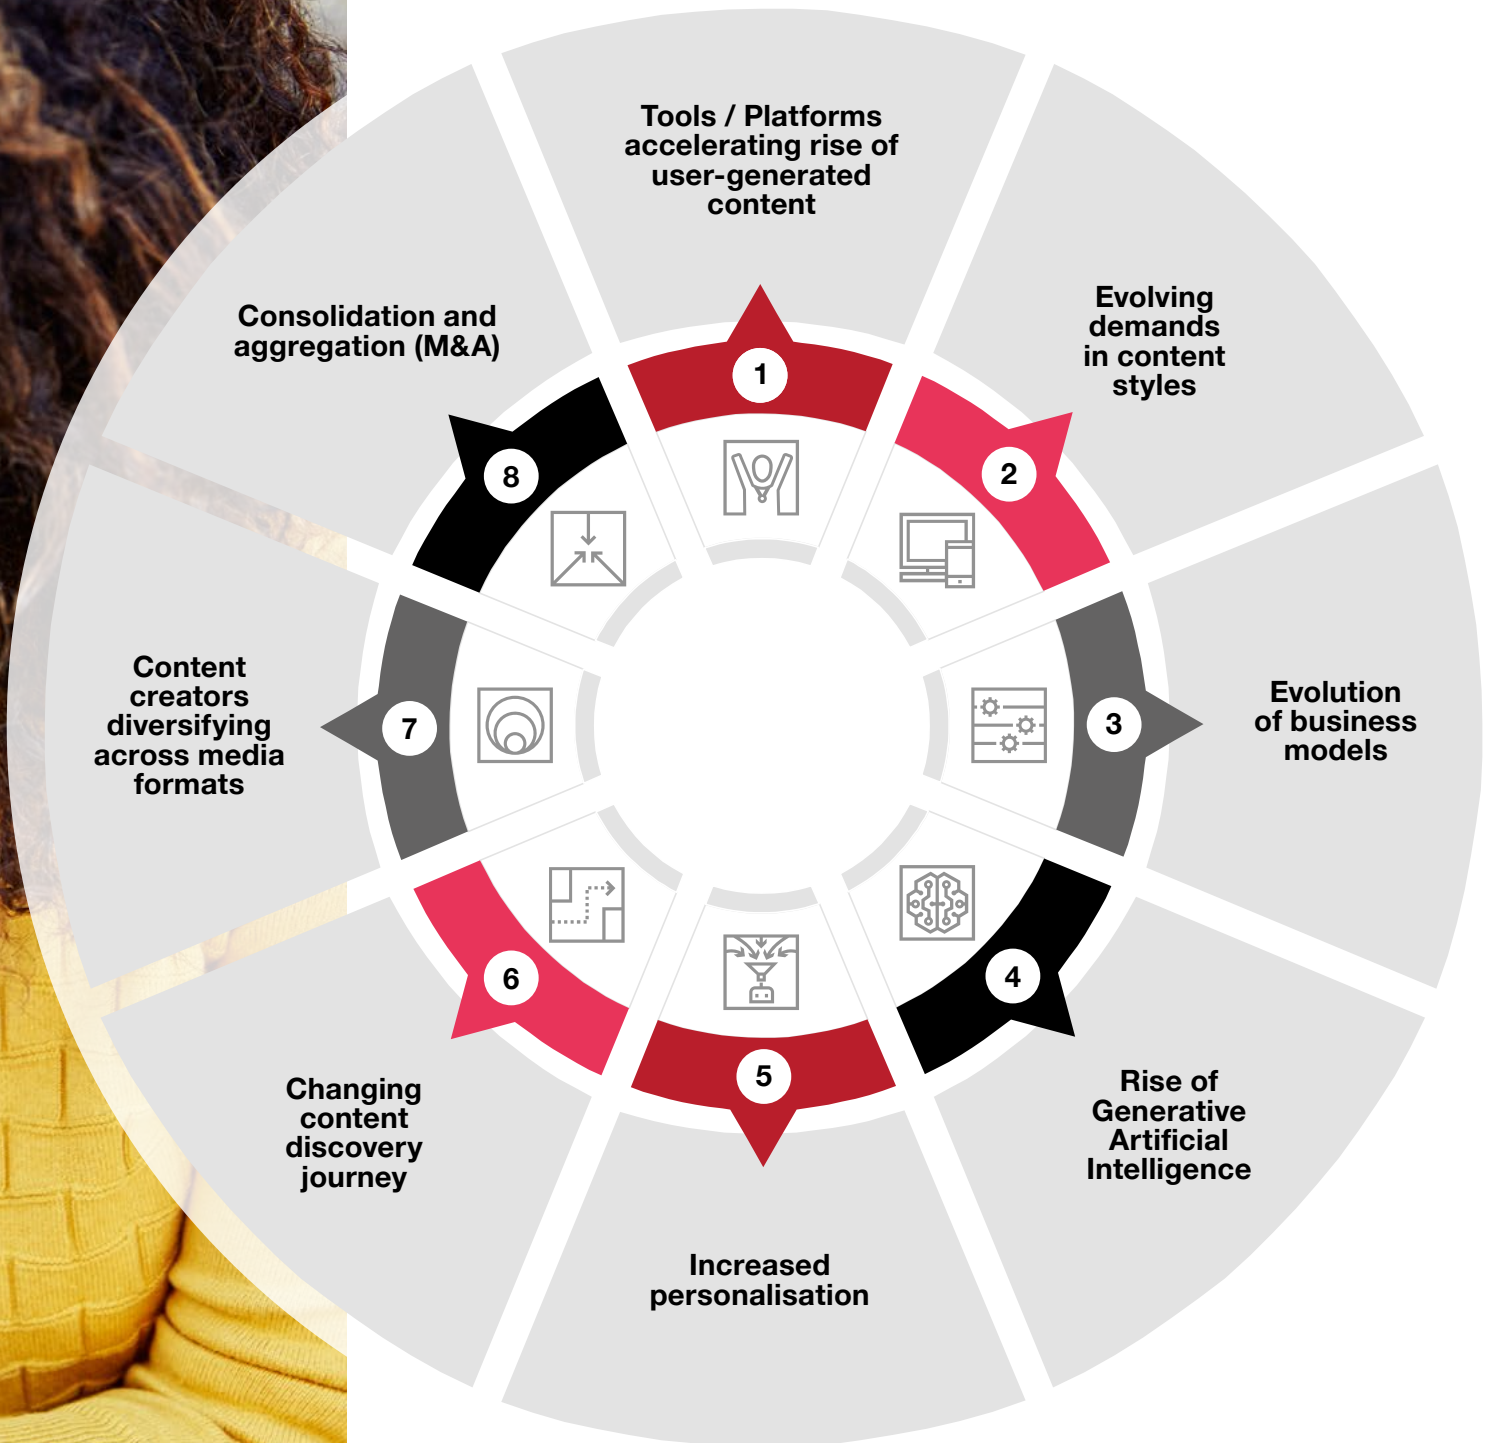 Tools / Platforms
accelerating rise of
user-generated
content
1
Evolving
demands
in content
styles
2
Evolution
of business
models
3
Rise of
Generative
Artificial
Intelligence
4
Increased
personalisation
5
Changing
content
discovery
journey
6
Content
creators
diversifying
across media
formats
7
Consolidation and
aggregation (M&A)
8